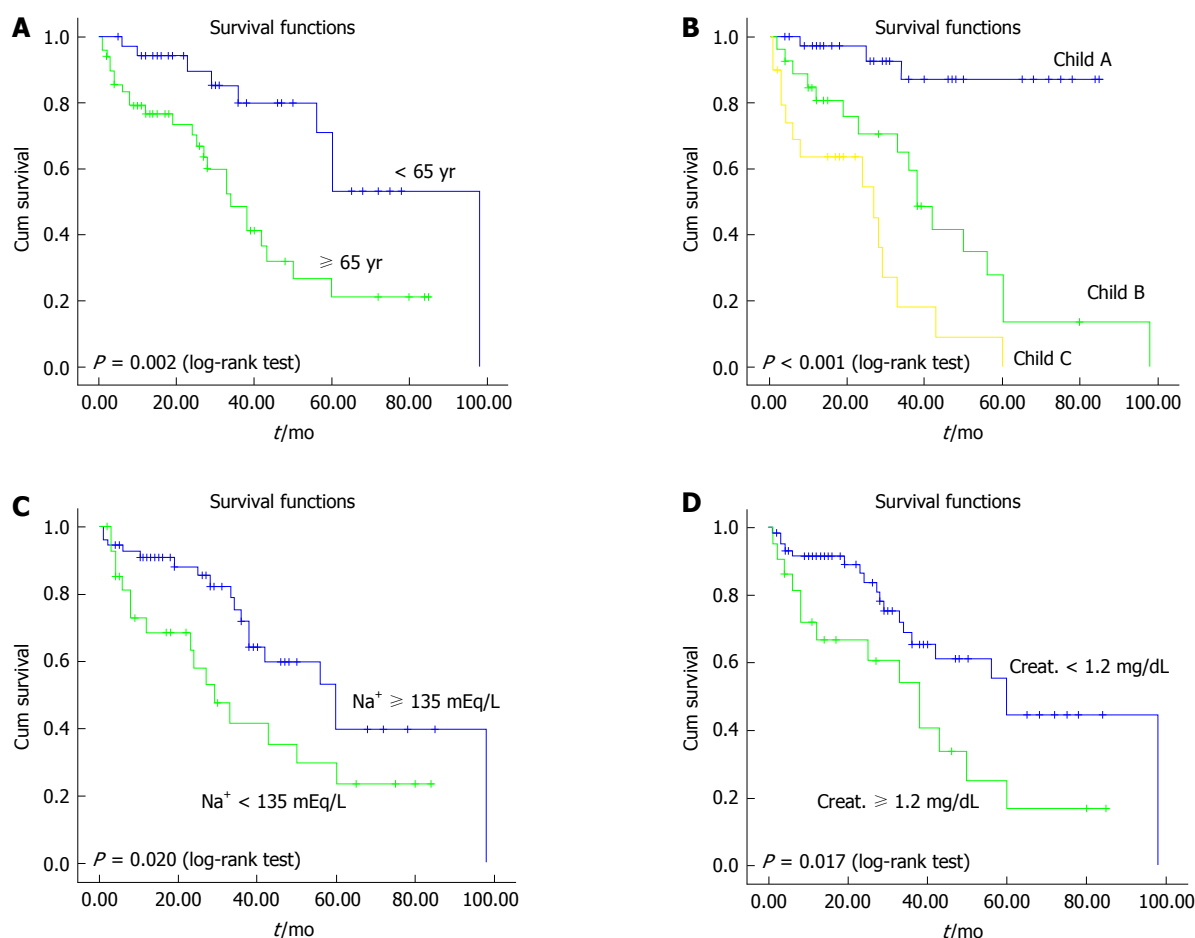 A
Survival functions
1.0
0.8
0.6
0.4
0.2
0.0
Cum survival
< 65 yr
⩾ 65 yr
P = 0.002 (log-rank test)
0.00 20.00 40.00 60.00 80.00 100.00
t/mo
B
Survival functions
1.0
0.8
0.6
0.4
0.2
0.0
Cum survival
Child A
Child B
Child C
P < 0.001 (log-rank test)
0.00 20.00 40.00 60.00 80.00 100.00
t/mo
C
Survival functions
1.0
0.8
0.6
0.4
0.2
0.0
Cum survival
Na⁺ ⩾ 135 mEq/L
Na⁺ < 135 mEq/L
P = 0.020 (log-rank test)
0.00 20.00 40.00 60.00 80.00 100.00
t/mo
D
Survival functions
1.0
0.8
0.6
0.4
0.2
0.0
Cum survival
Creat. < 1.2 mg/dL
Creat. ⩾ 1.2 mg/dL
P = 0.017 (log-rank test)
0.00 20.00 40.00 60.00 80.00 100.00
t/mo